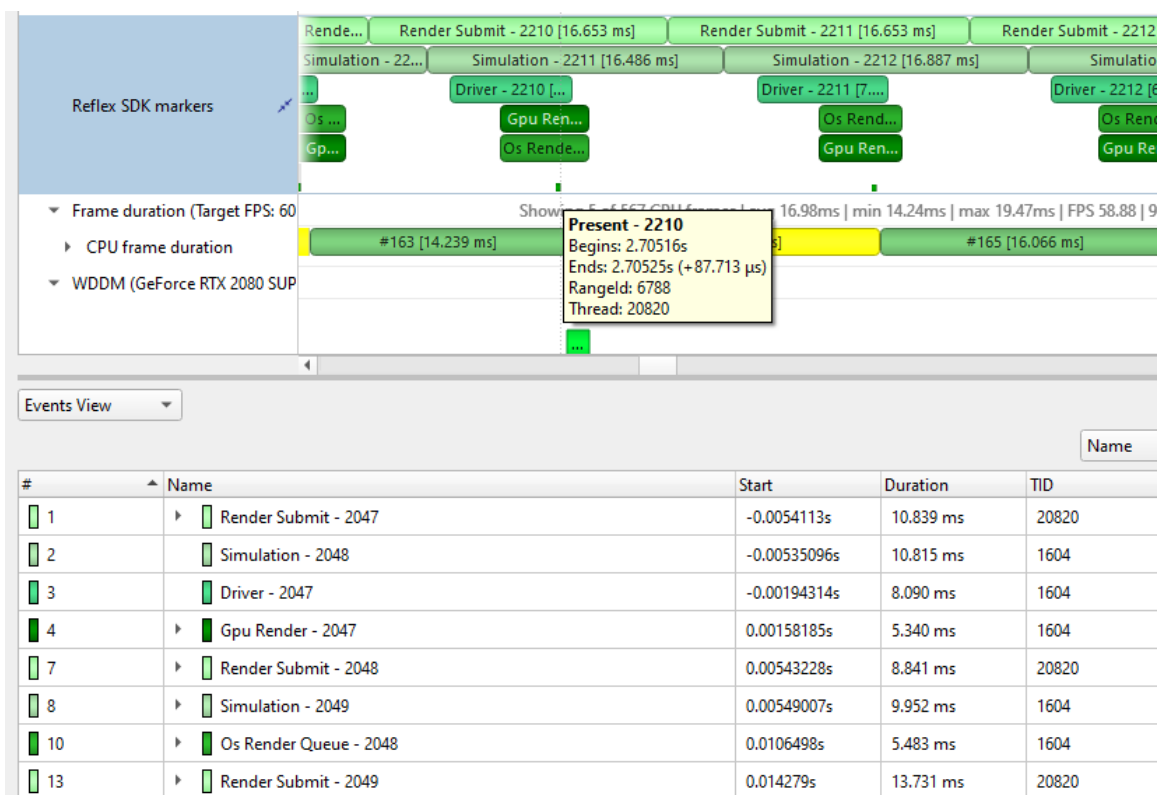 Rende... Render Submit - 2210 [16.653 ms] Render Submit - 2211 [16.653 ms] Render Submit - 2212
Simulation - 22... Simulation - 2211 [16.486 ms] Simulation - 2212 [16.887 ms] Simulatio
... Driver - 2210 [... Driver - 2211 [7.... Driver - 2212 [6
Reflex SDK markers
Os ... Gpu Ren... Os Rend... Os Rend
Gp... Os Rende... Gpu Ren... Gpu Re
Frame duration (Target FPS: 60 Showing 5 of 567 CPU frames | avg 16.98ms | min 14.24ms | max 19.47ms | FPS 58.88 | 9
CPU frame duration #163 [14.239 ms] s] #165 [16.066 ms]
Present - 2210
Begins: 2.70516s
Ends: 2.70525s (+87.713 μs)
RangeId: 6788
Thread: 20820
WDDM (GeForce RTX 2080 SUP
...
Events View
Name
# Name Start Duration TID
1 Render Submit - 2047 -0.0054113s 10.839 ms 20820
2 Simulation - 2048 -0.00535096s 10.815 ms 1604
3 Driver - 2047 -0.00194314s 8.090 ms 1604
4 Gpu Render - 2047 0.00158185s 5.340 ms 1604
7 Render Submit - 2048 0.00543228s 8.841 ms 20820
8 Simulation - 2049 0.00549007s 9.952 ms 1604
10 Os Render Queue - 2048 0.0106498s 5.483 ms 1604
13 Render Submit - 2049 0.014279s 13.731 ms 20820